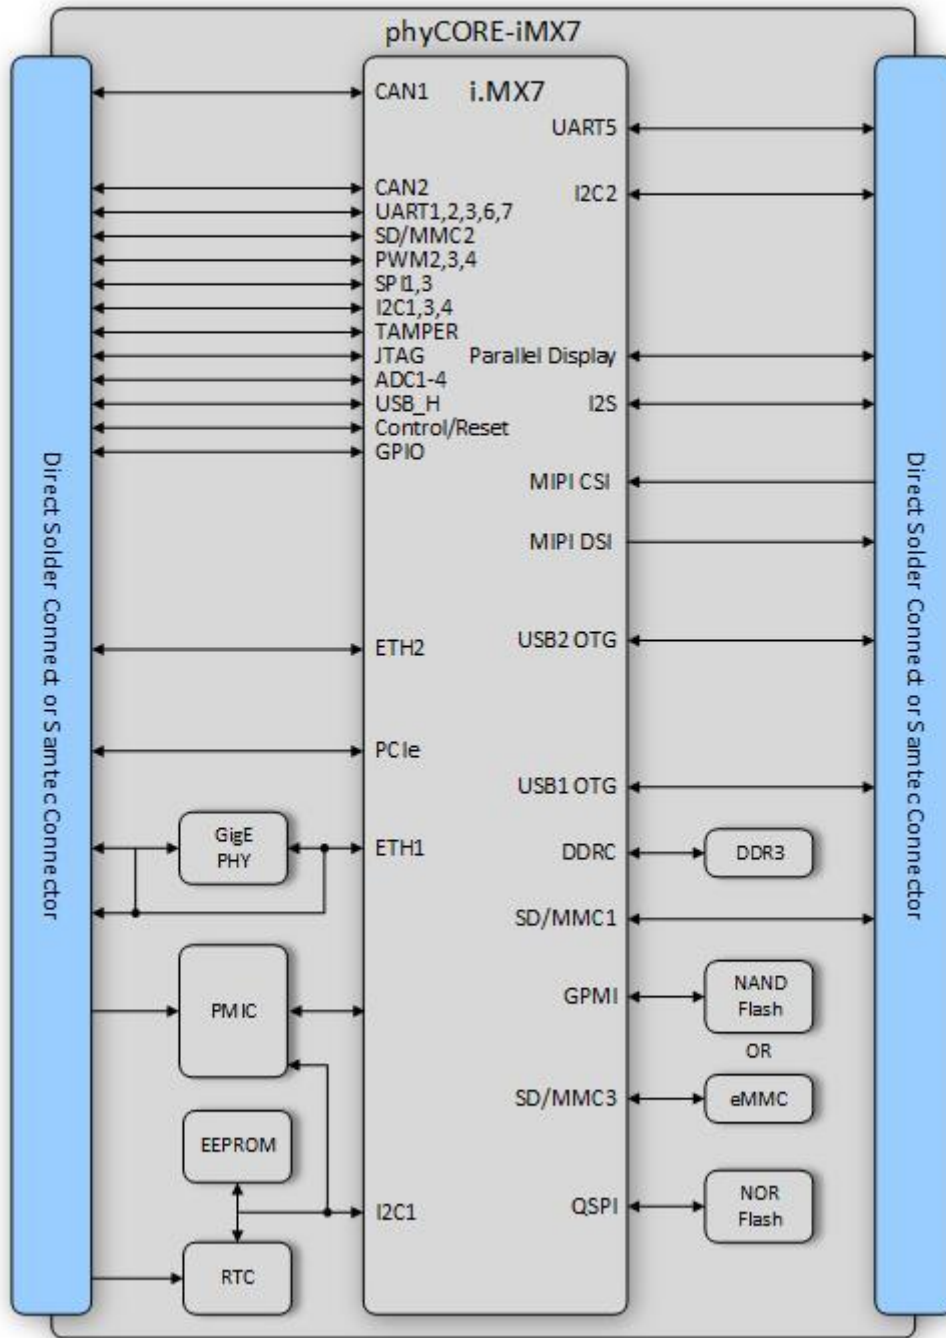 phyCORE-iMX7
i.MX7
CAN1
UART5
CAN2
I2C2
UART1,2,3,6,7
SD/MMC2
PWM2,3,4
SPI1,3
I2C1,3,4
TAMPER
JTAG
Parallel Display
ADC1-4
USB_H
I2S
Control/Reset
GPIO
MIPI CSI
MIPI DSI
Direct Solder Connect or Samtec Connector
Direct Solder Connect or Samtec Connector
ETH2
USB2 OTG
PCIe
USB1 OTG
GigE
PHY
ETH1
DDRC
DDR3
SD/MMC1
PMIC
GPMI
NAND
Flash
OR
SD/MMC3
eMMC
EEPROM
I2C1
QSPI
NOR
Flash
RTC